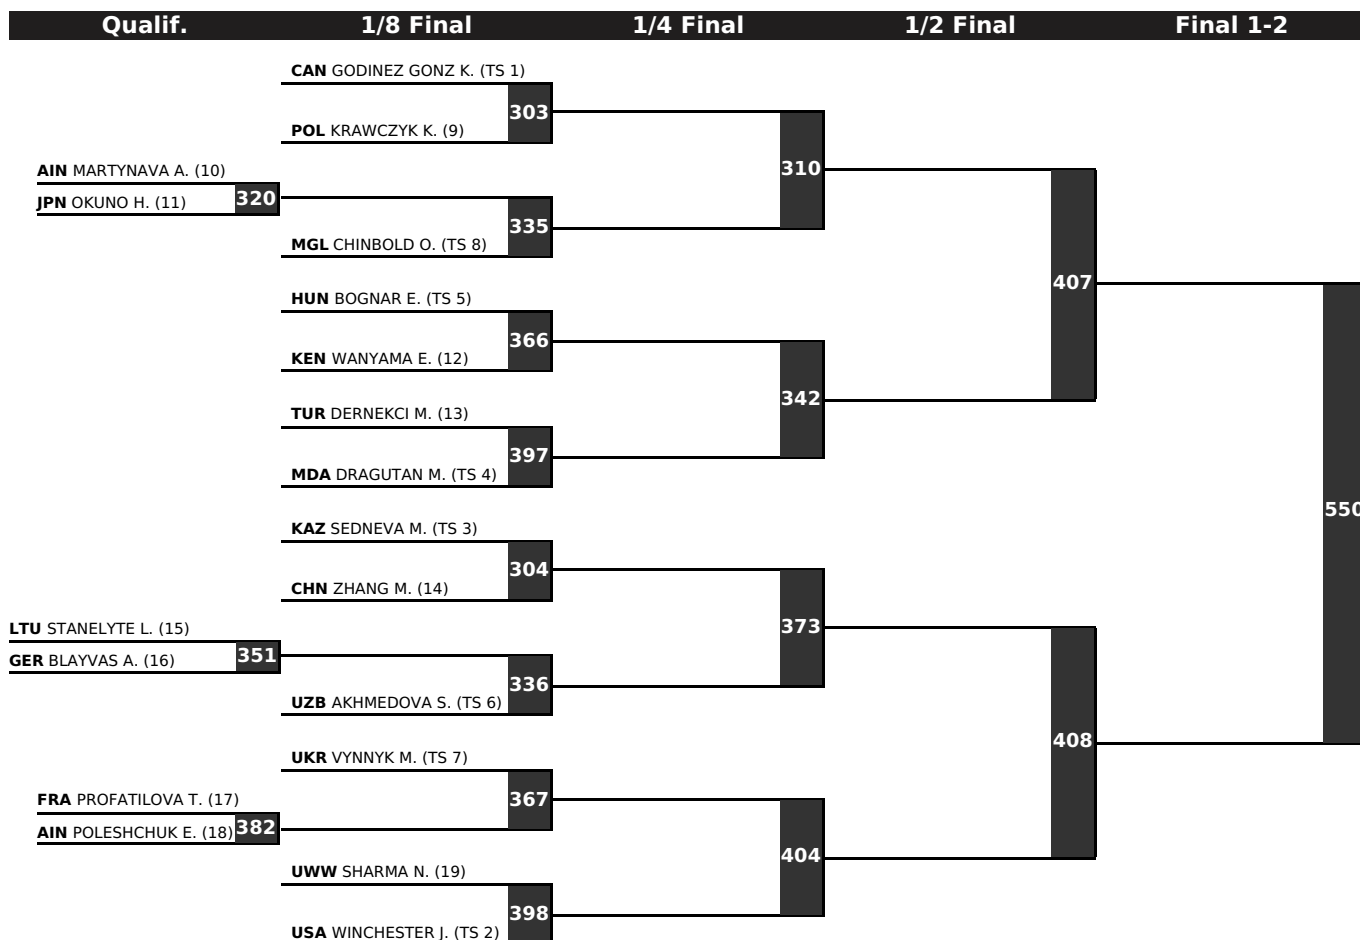 Qualif. 1/8 Final 1/4 Final 1/2 Final Final 1-2
CAN GODINEZ GONZ K. (TS 1)
303
POL KRAWCZYK K. (9)
310
AIN MARTYNAVA A. (10)
320
JPN OKUNO H. (11)
335
MGL CHINBOLD O. (TS 8)
407
HUN BOGNAR E. (TS 5)
366
KEN WANYAMA E. (12)
342
TUR DERNEKCI M. (13)
397
MDA DRAGUTAN M. (TS 4)
550
KAZ SEDNEVA M. (TS 3)
304
CHN ZHANG M. (14)
373
LTU STANELYTE L. (15)
351
GER BLAYVAS A. (16)
336
UZB AKHMEDOVA S. (TS 6)
408
UKR VYNNYK M. (TS 7)
367
FRA PROFATILOVA T. (17)
382
AIN POLESHCHUK E. (18)
404
UWW SHARMA N. (19)
398
USA WINCHESTER J. (TS 2)